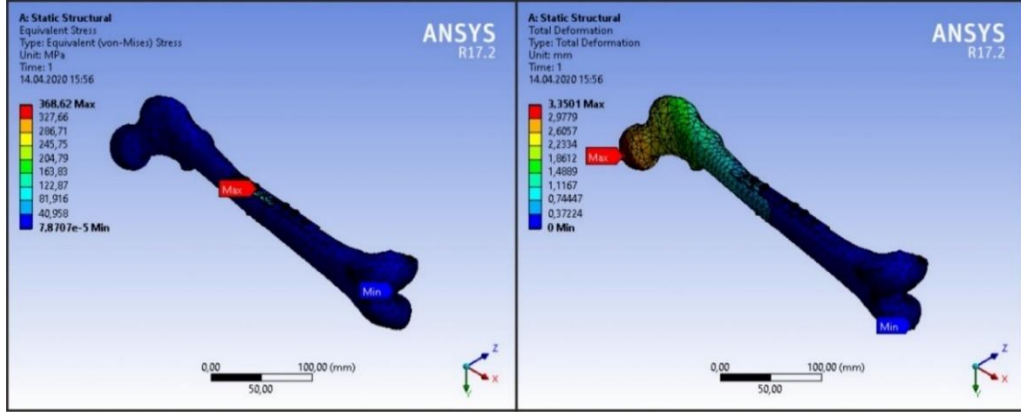 A: Static Structural
Equivalent Stress
Type: Equivalent (von-Mises) Stress
Unit: MPa
Time: 1
14.04.2020 15:56
ANSYS
R17.2
368,62 Max
327,66
286,71
245,75
204,79
163,83
122,87
81,916
40,958
7,8707e-5 Min
Max
Min
0,00
100,00 (mm)
50,00
Z
X
Y
A: Static Structural
Total Deformation
Type: Total Deformation
Unit: mm
Time: 1
14.04.2020 15:56
ANSYS
R17.2
3,3501 Max
2,9779
2,6057
2,2334
1,8612
1,4889
1,1167
0,74447
0,37224
0 Min
Max
Min
0,00
100,00 (mm)
50,00
Z
X
Y